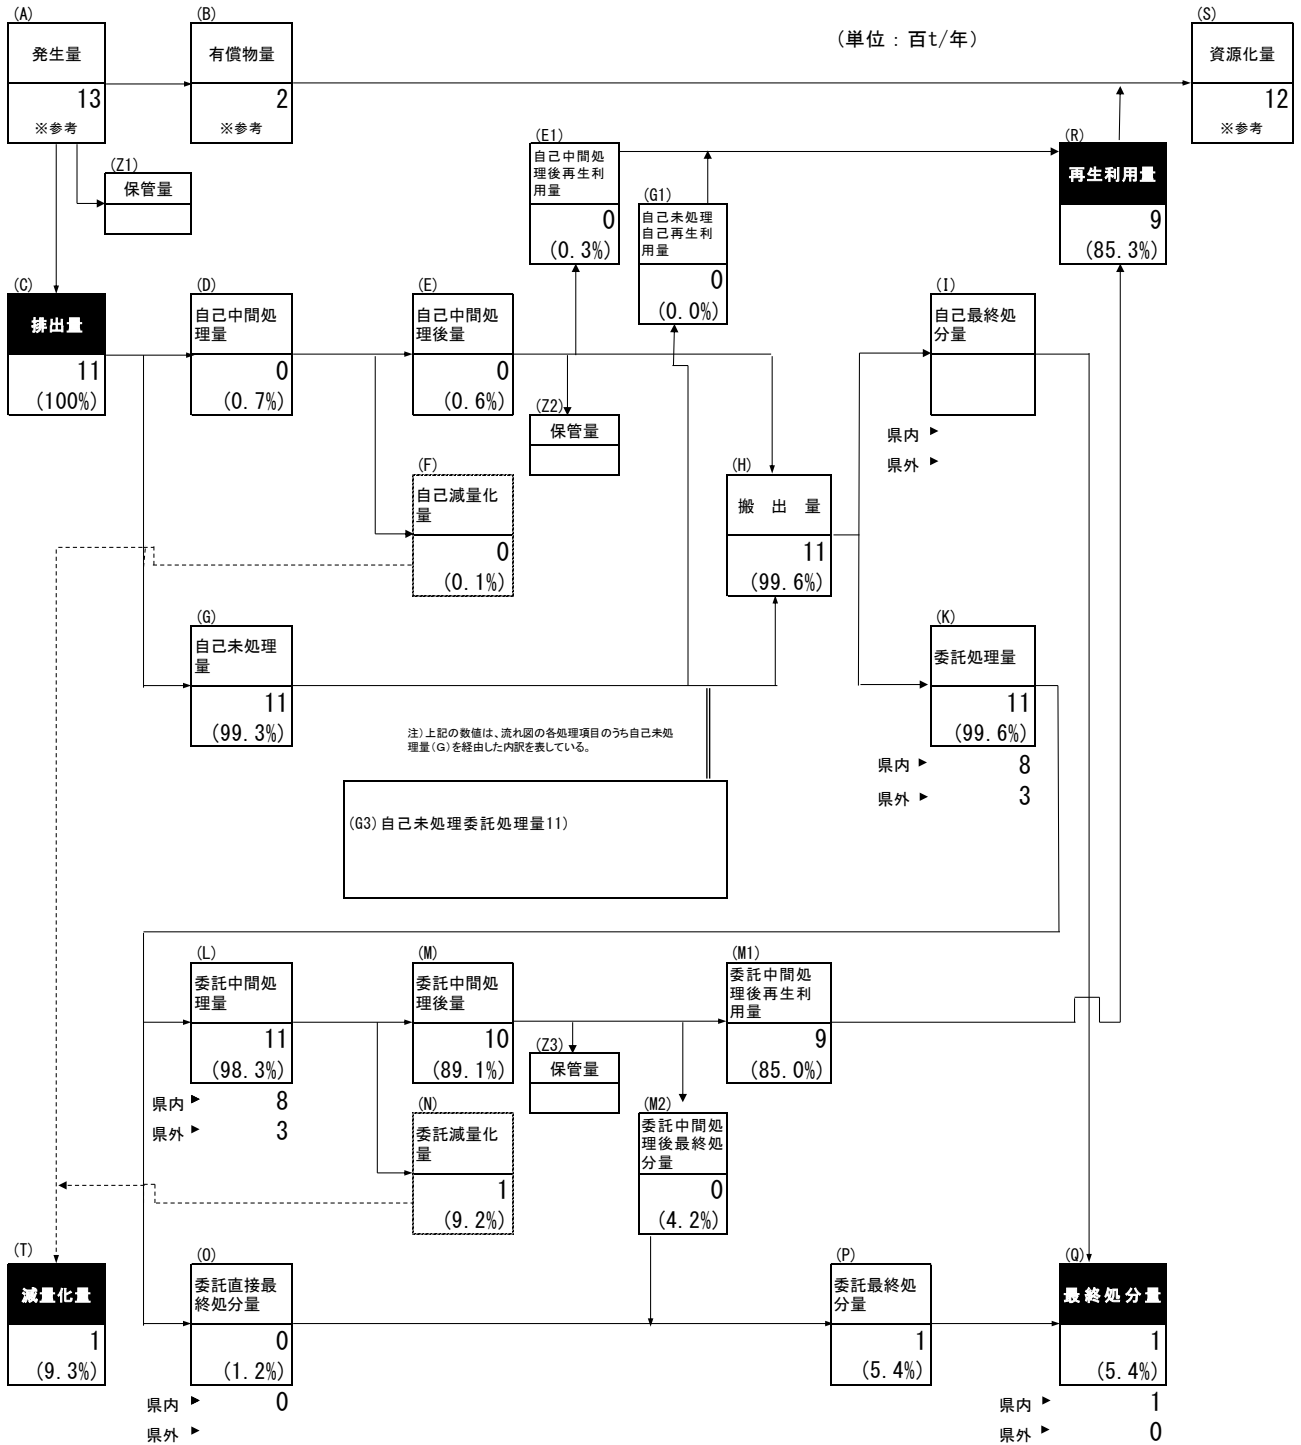 (A)
発生量
13
※参考
(B)
有償物量
2
※参考
(単位：百t/年)
(S)
資源化量
12
※参考
(Z1)
保管量
(E1)
自己中間処
理後再生利
用量
0
(0.3%)
(G1)
自己未処理
自己再生利
用量
0
(0.0%)
(R)
再生利用量
9
(85.3%)
(C)
排出量
11
(100%)
(D)
自己中間処
理量
0
(0.7%)
(E)
自己中間処
理後量
0
(0.6%)
(Z2)
保管量
(I)
自己最終処
分量
県内 ►
県外 ►
(F)
自己減量化
量
0
(0.1%)
(H)
搬 出 量
11
(99.6%)
(G)
自己未処理
量
11
(99.3%)
(K)
委託処理量
11
(99.6%)
県内 ► 8
県外 ► 3
注)上記の数値は、流れ図の各処理項目のうち自己未処
理量(G)を経由した内訳を表している。
(G3)自己未処理委託処理量11)
(L)
委託中間処
理量
11
(98.3%)
県内 ► 8
県外 ► 3
(M)
委託中間処
理後量
10
(89.1%)
(Z3)
保管量
(M1)
委託中間処
理後再生利
用量
9
(85.0%)
(N)
委託減量化
量
1
(9.2%)
(M2)
委託中間処
理後最終処
分量
0
(4.2%)
(T)
減量化量
1
(9.3%)
(O)
委託直接最
終処分量
0
(1.2%)
県内 ► 0
県外 ►
(P)
委託最終処
分量
1
(5.4%)
(Q)
最終処分量
1
(5.4%)
県内 ► 1
県外 ► 0